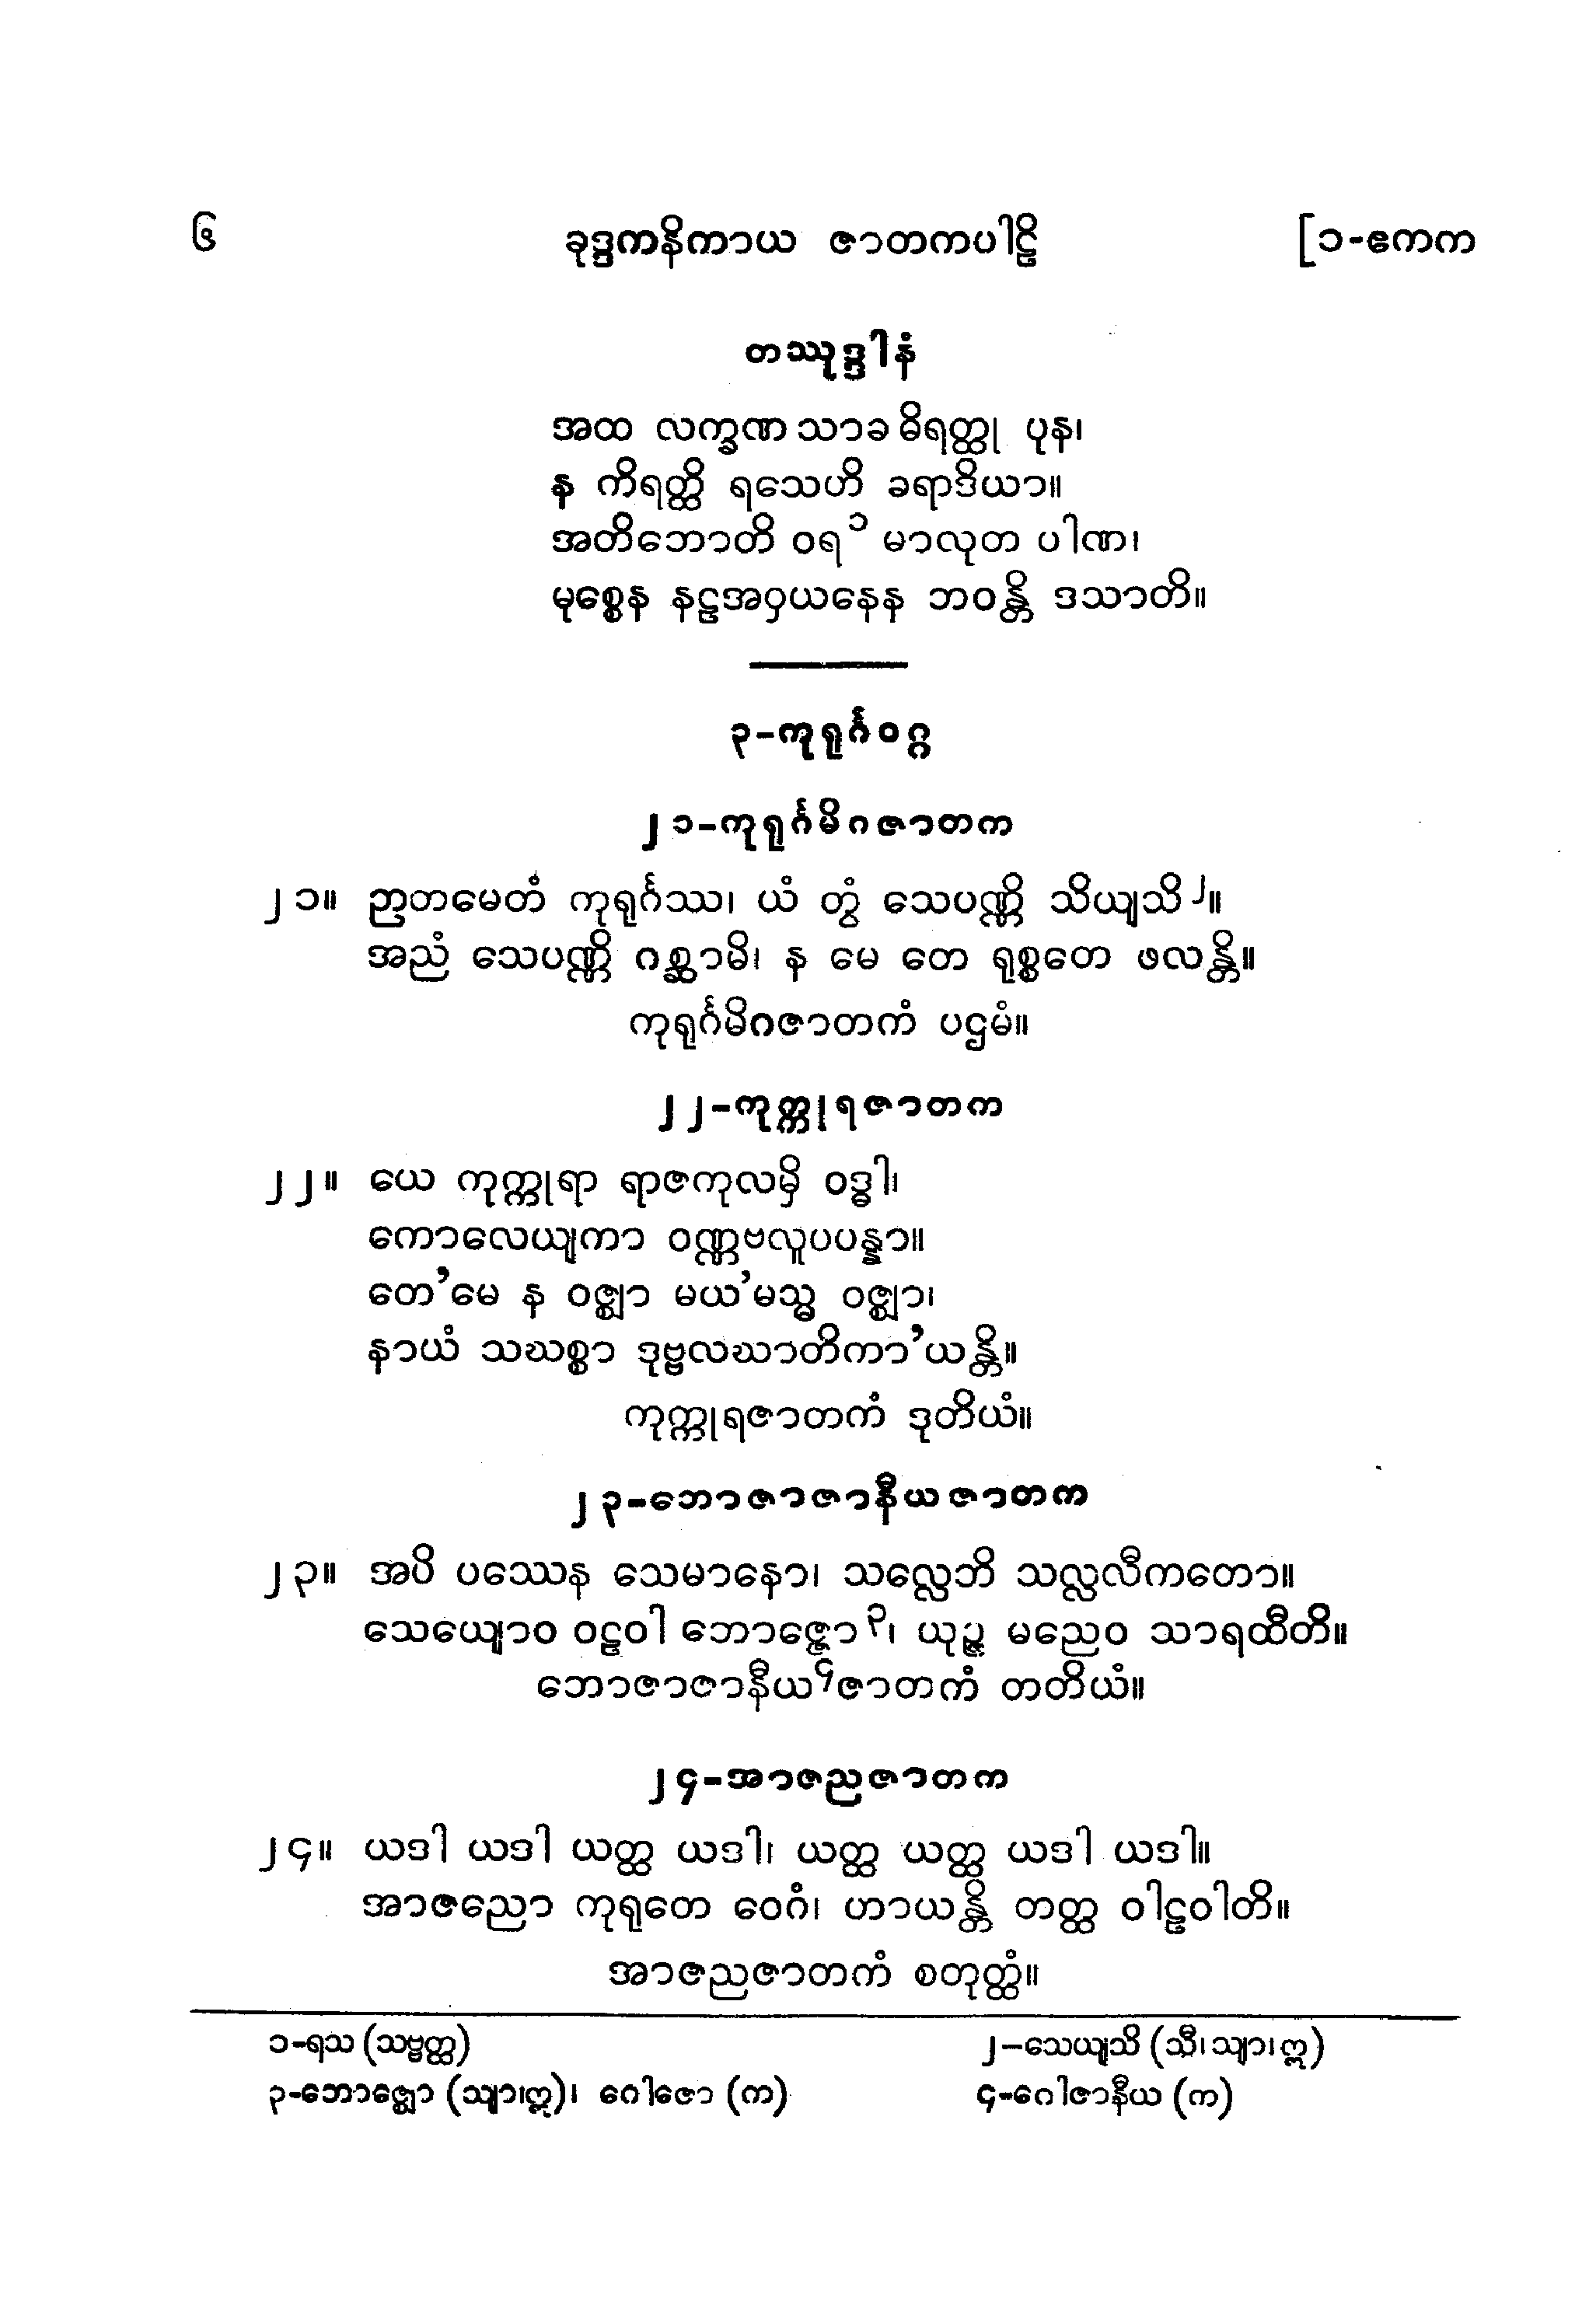 ၆ ခုဒ္ဒကနိကာယ ဇာတကပါဠိ [၁-ဧကက
တဿုဒ္ဒါနံ
အထ လက္ခဏ သာခ ဓိရတ္ထု ပုန၊
န ကိရတ္ထိ ရသေဟိ ခရာဒိယာ။
အတိဘောတိ ဝရ ၁ မာလုတ ပါဏ၊
မုစ္စေန နဠအဝှယနေန ဘဝန္တိ ဒသာတိ။
၃-ကုရုင်္ဂဝဂ္ဂ
၂၁-ကုရုင်္ဂမိဂဇာတက
၂၁။ ဉာတမေတံ ကုရုင်္ဂဿ၊ ယံ တွံ သေပဏ္ဏိ သိယျသိ ၂။
အညံ သေပဏ္ဏိ ဂစ္ဆာမိ၊ န မေ တေ ရုစ္စတေ ဖလန္တိ။
ကုရုင်္ဂမိဂဇာတကံ ပဌမံ။
၂၂-ကုက္ကုရဇာတက
၂၂။ ယေ ကုက္ကုရာ ရာဇကုလမှိ ဝဒ္ဓါ၊
ကောလေယျကာ ဝဏ္ဏဗလူပပန္နာ။
တေ’မေ န ဝဇ္ဈာ မယ’မသ္မ ဝဇ္ဈာ၊
နာယံ သဃစ္စာ ဒုဗ္ဗလဃာတိကာ’ယန္တိ။
ကုက္ကုရဇာတကံ ဒုတိယံ။
၂၃-ဘောဇာဇာနီယဇာတက
၂၃။ အပိ ပဿေန သေမာနော၊ သလ္လေဘိ သလ္လလီကတော။
သေယျောဝ ဝဠဝါ ဘောဇ္ဇော ၃၊ ယုဉ္ဇ မညေဝ သာရထီတိ။
ဘောဇာဇာနီယ ၄ ဇာတကံ တတိယံ။
၂၄-အာဇညဇာတက
၂၄။ ယဒါ ယဒါ ယတ္ထ ယဒါ၊ ယတ္ထ ယတ္ထ ယဒါ ယဒါ။
အာဇညော ကုရုတေ ဝေဂံ၊ ဟာယန္တိ တတ္ထ ဝါဠဝါတိ။
အာဇညဇာတကံ စတုတ္ထံ။
၁-ရသ (သဗ္ဗတ္ထ) ၂-သေယျသိ (သီ၊သျာ၊ဣ)
၃-ဘောဇ္ဈော (သျာ၊ဣ)၊ ဂေါဇော (က) ၄-ဂေါဇာနီယ (က)